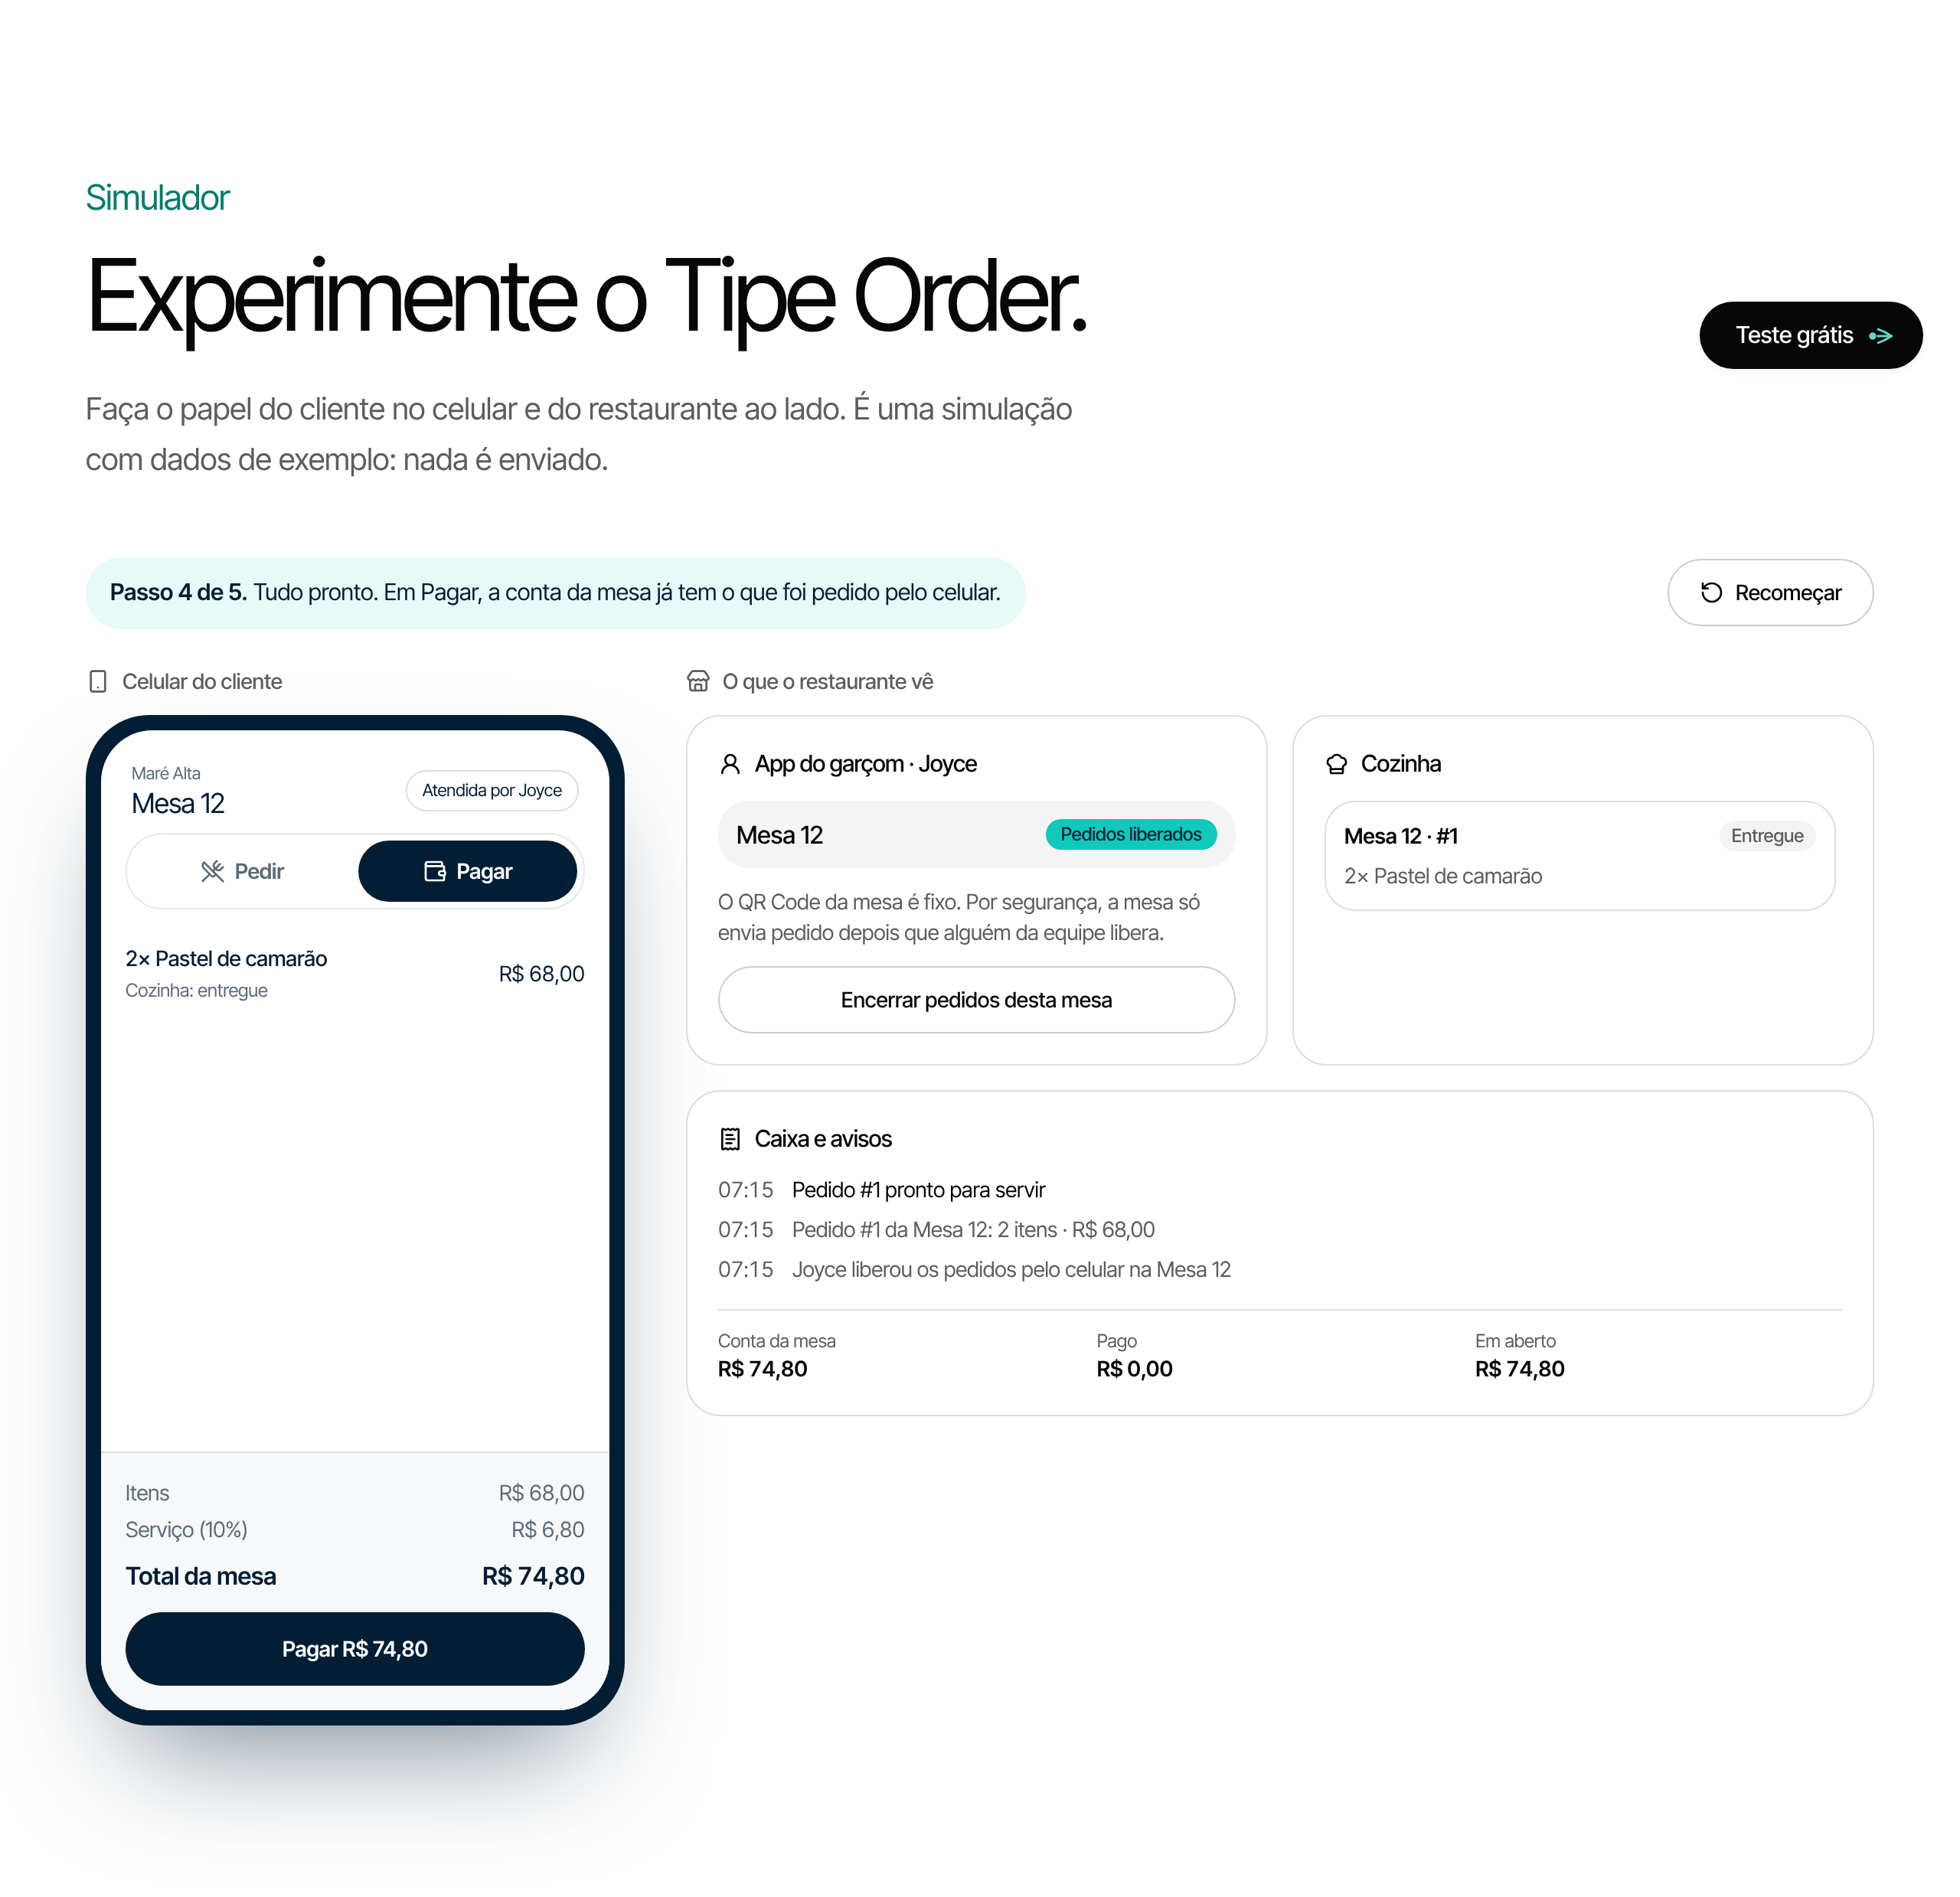 Simulador
Experimente o Tipe Order.
Teste grátis
Faça o papel do cliente no celular e do restaurante ao lado. É uma simulação
com dados de exemplo: nada é enviado.
Passo 4 de 5. Tudo pronto. Em Pagar, a conta da mesa já tem o que foi pedido pelo celular.
Recomeçar
Celular do cliente
Maré Alta
Mesa 12
Atendida por Joyce
Pedir
Pagar
2× Pastel de camarão
R$ 68,00
Cozinha: entregue
Itens
R$ 68,00
Serviço (10%)
R$ 6,80
Total da mesa
R$ 74,80
Pagar R$ 74,80
O que o restaurante vê
App do garçom · Joyce
Mesa 12
Pedidos liberados
O QR Code da mesa é fixo. Por segurança, a mesa só
envia pedido depois que alguém da equipe libera.
Encerrar pedidos desta mesa
Cozinha
Mesa 12 · #1
Entregue
2× Pastel de camarão
Caixa e avisos
07:15 Pedido #1 pronto para servir
07:15 Pedido #1 da Mesa 12: 2 itens · R$ 68,00
07:15 Joyce liberou os pedidos pelo celular na Mesa 12
Conta da mesa
R$ 74,80
Pago
R$ 0,00
Em aberto
R$ 74,80